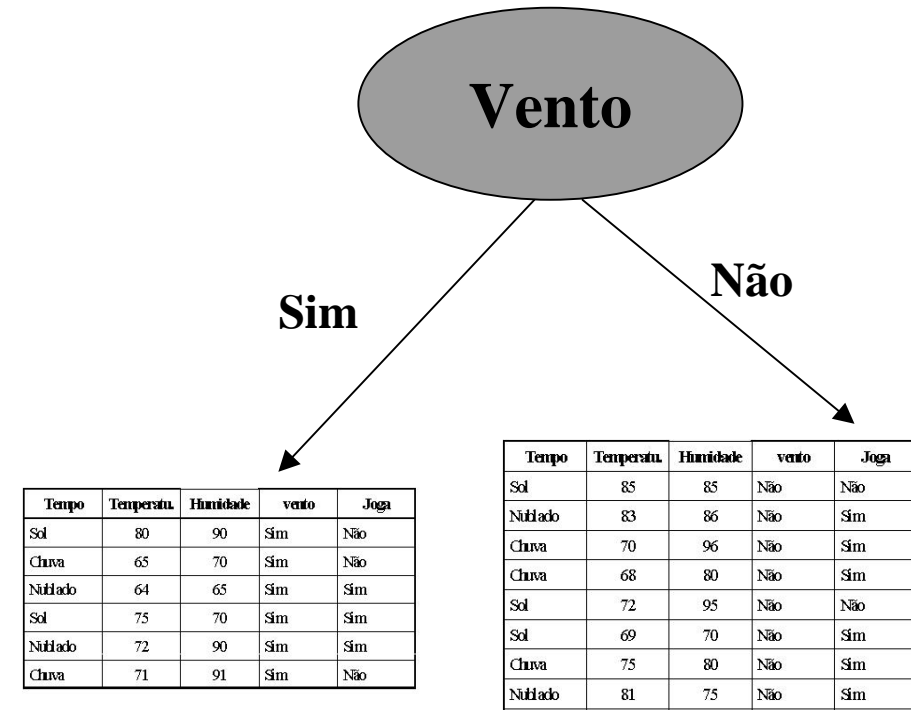 Vento
Sim
Não
Tempo Temperatu. Humidade vento Joga
Sol 80 90 Sim Não
Chuva 65 70 Sim Não
Nublado 64 65 Sim Sim
Sol 75 70 Sim Sim
Nublado 72 90 Sim Sim
Chuva 71 91 Sim Não
Tempo Temperatu. Humidade vento Joga
Sol 85 85 Não Não
Nublado 83 86 Não Sim
Chuva 70 96 Não Sim
Chuva 68 80 Não Sim
Sol 72 95 Não Não
Sol 69 70 Não Sim
Chuva 75 80 Não Sim
Nublado 81 75 Não Sim